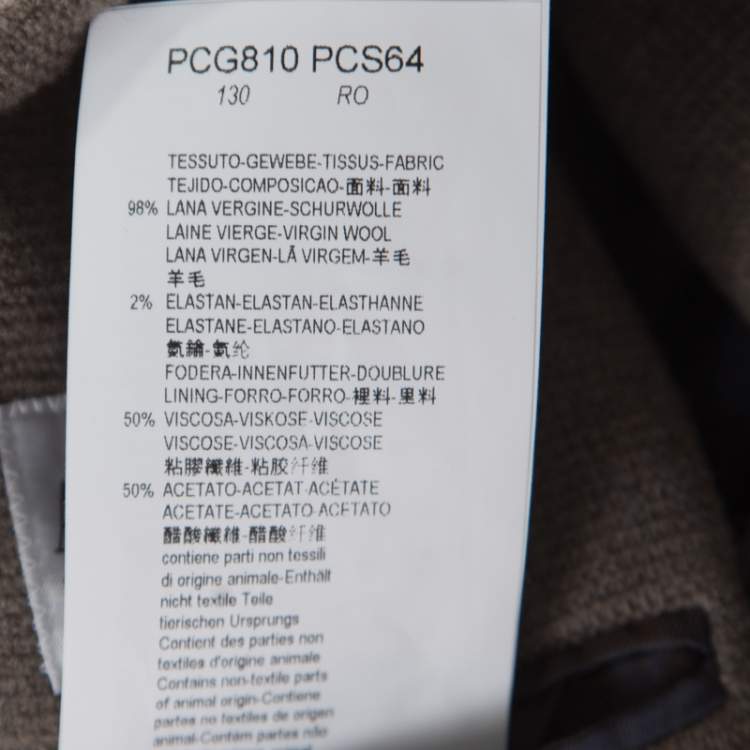 PCG810 PCS64
130 RO
TESSUTO-GEWEBE-TISSUS-FABRIC
TEJIDO-COMPOSICAO-面料-面料
98% LANA VERGINE-SCHURWOLLE
LAINE VIERGE-VIRGIN WOOL
LANA VIRGEN-LÃ VIRGEM-羊毛
羊毛
2% ELASTAN-ELASTAN-ELASTHANNE
ELASTANE-ELASTANO-ELASTANO
氨綸-氨纶
FODERA-INNENFUTTER-DOUBLURE
LINING-FORRO-FORRO-裡料-里料
50% VISCOSA-VISKOSE-VISCOSE
VISCOSE-VISCOSA-VISCOSE
粘膠纖維-粘胶纤维
50% ACETATO-ACETAT-ACÉTATE
ACETATE-ACETATO-ACETATO
醋酸纖維-醋酸纤维
contiene parti non tessili
di origine animale-Enthält
nicht textile Teile
tierischen Ursprungs
Contient des parties non
textiles d'origine animale
Contains non-textile parts
of animal origin-Contiene
partes no textiles de origen
animal-Contém partes não